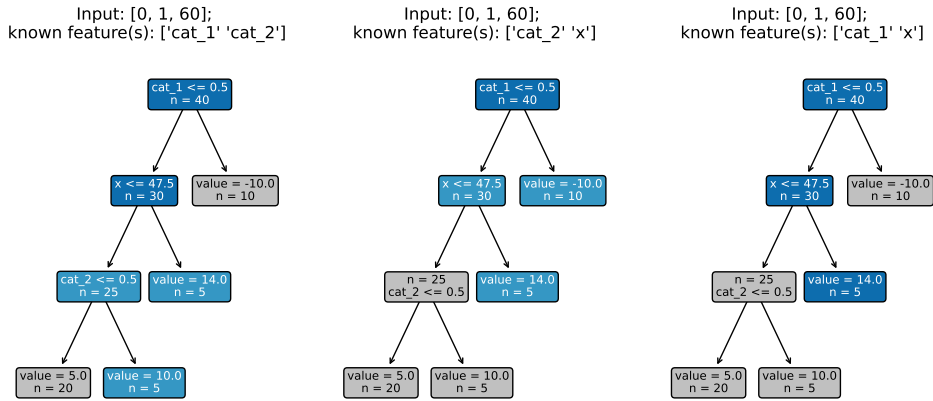 Input: [0, 1, 60];
known feature(s): ['cat_1' 'cat_2']
cat_1 <= 0.5
n = 40
x <= 47.5
n = 30
value = -10.0
n = 10
cat_2 <= 0.5
n = 25
value = 14.0
n = 5
value = 5.0
n = 20
value = 10.0
n = 5
Input: [0, 1, 60];
known feature(s): ['cat_2' 'x']
cat_1 <= 0.5
n = 40
x <= 47.5
n = 30
value = -10.0
n = 10
n = 25
cat_2 <= 0.5
value = 14.0
n = 5
value = 5.0
n = 20
value = 10.0
n = 5
Input: [0, 1, 60];
known feature(s): ['cat_1' 'x']
cat_1 <= 0.5
n = 40
x <= 47.5
n = 30
value = -10.0
n = 10
n = 25
cat_2 <= 0.5
value = 14.0
n = 5
value = 5.0
n = 20
value = 10.0
n = 5